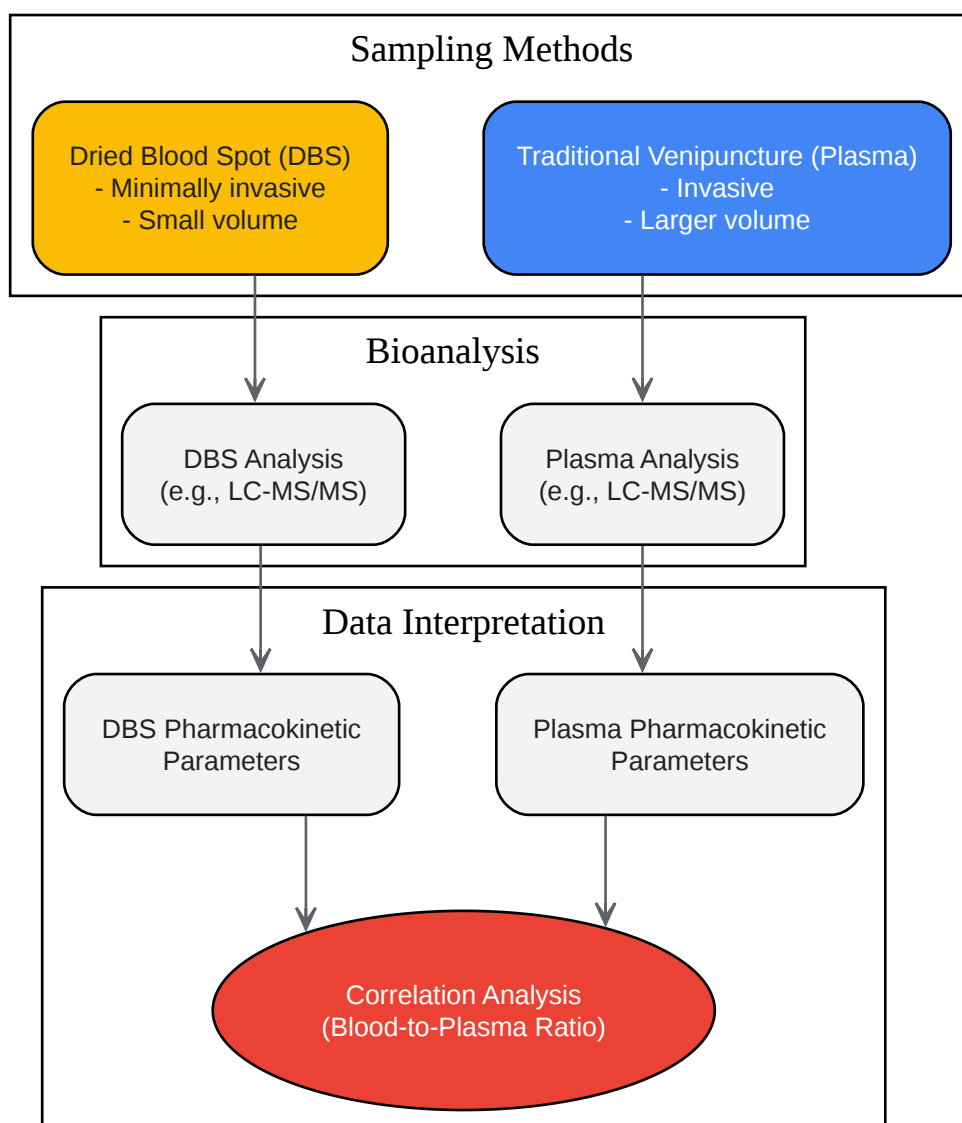 Sampling Methods
Dried Blood Spot (DBS)
- Minimally invasive
- Small volume
Traditional Venipuncture (Plasma)
- Invasive
- Larger volume
Bioanalysis
DBS Analysis
(e.g., LC-MS/MS)
Plasma Analysis
(e.g., LC-MS/MS)
Data Interpretation
DBS Pharmacokinetic
Parameters
Plasma Pharmacokinetic
Parameters
Correlation Analysis
(Blood-to-Plasma Ratio)